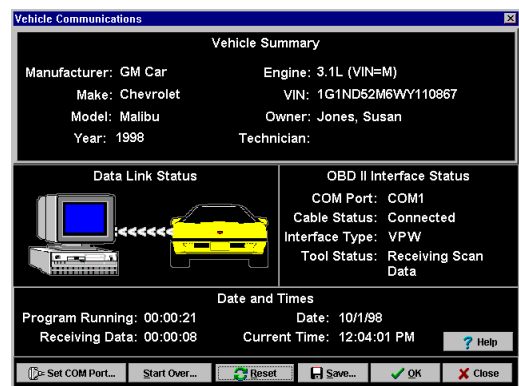 Vehicle Communications
Vehicle Summary
Manufacturer: GM Car Engine: 3.1L (VIN=M)
Make: Chevrolet VIN: 1G1ND52M6WY110867
Model: Malibu Owner: Jones, Susan
Year: 1998 Technician:
Data Link Status
OBD II Interface Status
COM Port: COM1
Cable Status: Connected
Interface Type: VPW
Tool Status: Receiving Scan
Data
Date and Times
Program Running: 00:00:21 Date: 10/1/98
Receiving Data: 00:00:08 Current Time: 12:04:01 PM
? Help
Set COM Port... Start Over... Reset Save... OK Close